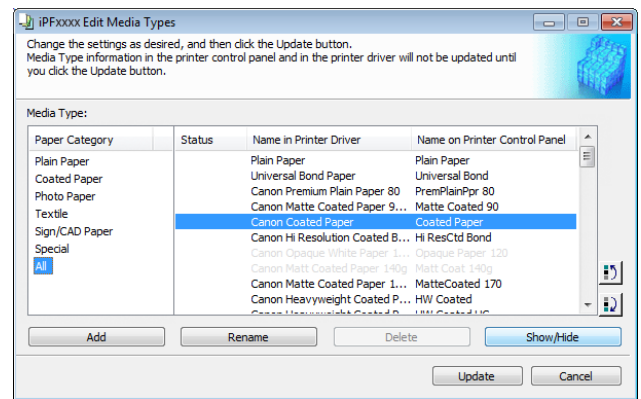 iPFxxxx Edit Media Types
Change the settings as desired, and then click the Update button.
Media Type information in the printer control panel and in the printer driver will not be updated until
you click the Update button.
Media Type:
Paper Category Status Name in Printer Driver Name on Printer Control Panel
Plain Paper
Coated Paper
Photo Paper
Textile
Sign/CAD Paper
Special
All
Plain Paper Plain Paper
Universal Bond Paper Universal Bond
Canon Premium Plain Paper 80 PremPlainPpr 80
Canon Matte Coated Paper 9... Matte Coated 90
Canon Coated Paper Coated Paper
Canon Hi Resolution Coated B... Hi ResCtd Bond
Canon Opaque White Paper 1... Opaque Paper 120
Canon Matt Coated Paper 140g Matt Coat 140g
Canon Matte Coated Paper 1... MatteCoated 170
Canon Heavyweight Coated P... HW Coated
Add Rename Delete Show/Hide
Update Cancel